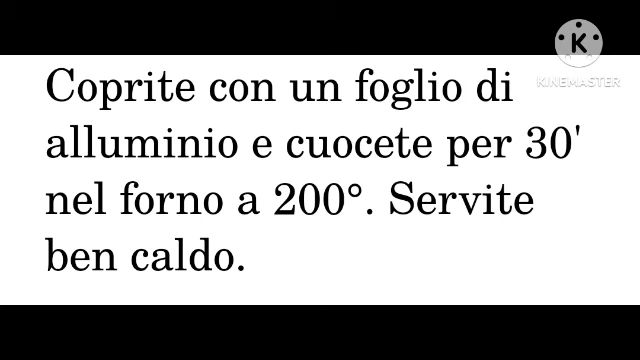 KINEMASTER
Coprite con un foglio di
alluminio e cuocete per 30'
nel forno a 200°. Servite
ben caldo.